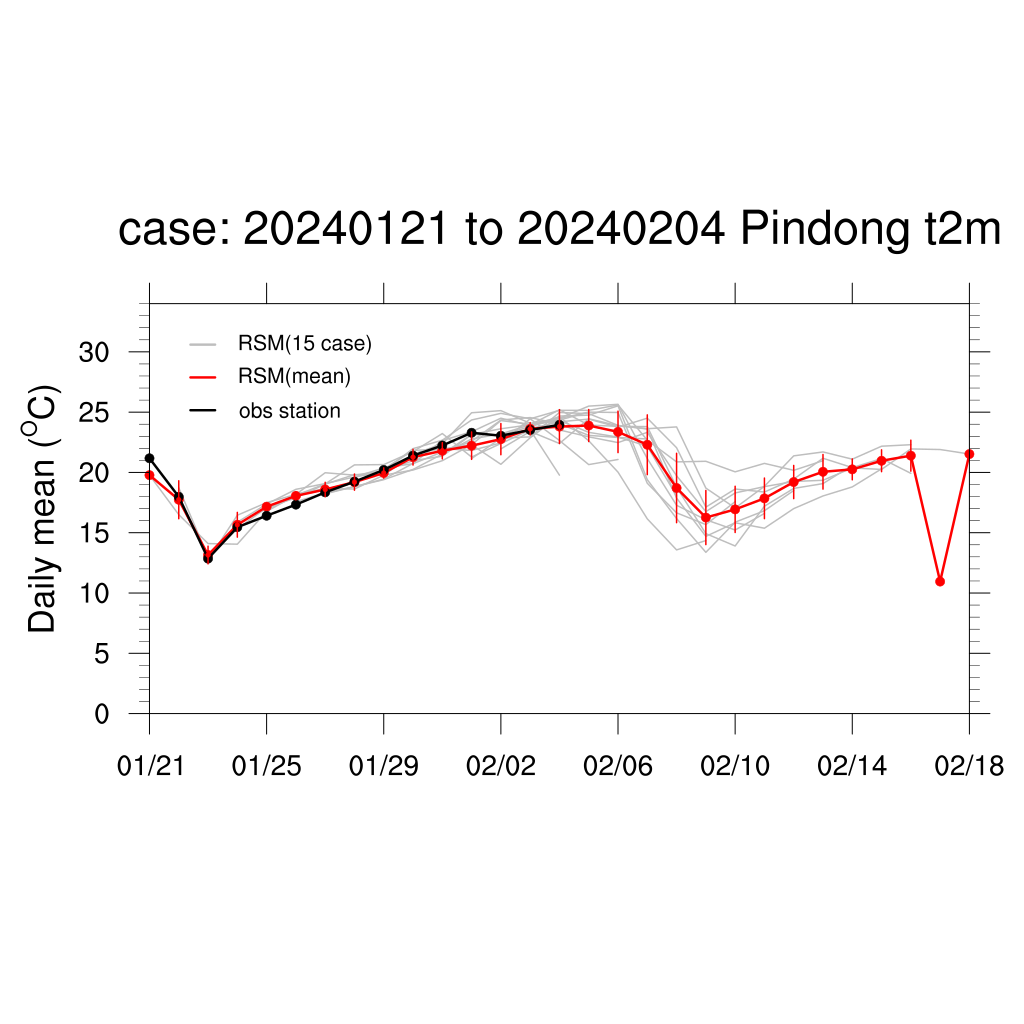 case: 20240121 to 20240204 Pindong t2m
RSM(15 case)
RSM(mean)
obs station
Daily mean (°C)
30
25
20
15
10
5
0
01/21 01/25 01/29 02/02 02/06 02/10 02/14 02/18